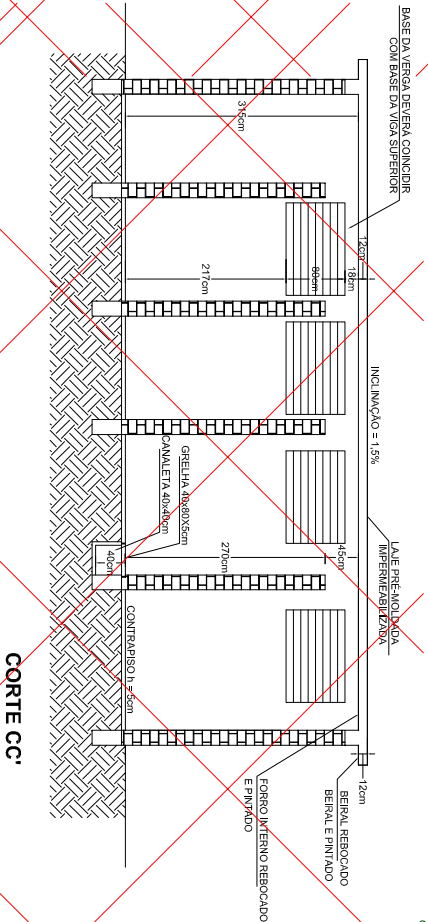 BASE DA VERGA DEVERÁ COINCIDIR
COM BASE DA VIGA SUPERIOR
12cm
18cm
80cm
217cm
315cm
INCLINAÇÃO = 1,5%
LAJE PRÉ-MOLDADA
IMPERMEABILIZADA
45cm
270cm
GRELHA 40x80X5cm
CANALETA 40x40cm
40cm
CONTRAPISO h = 5cm
12cm
BEIRAL REBOCADO
BEIRAL E PINTADO
FORRO INTERNO REBOCADO
E PINTADO
CORTE CC'